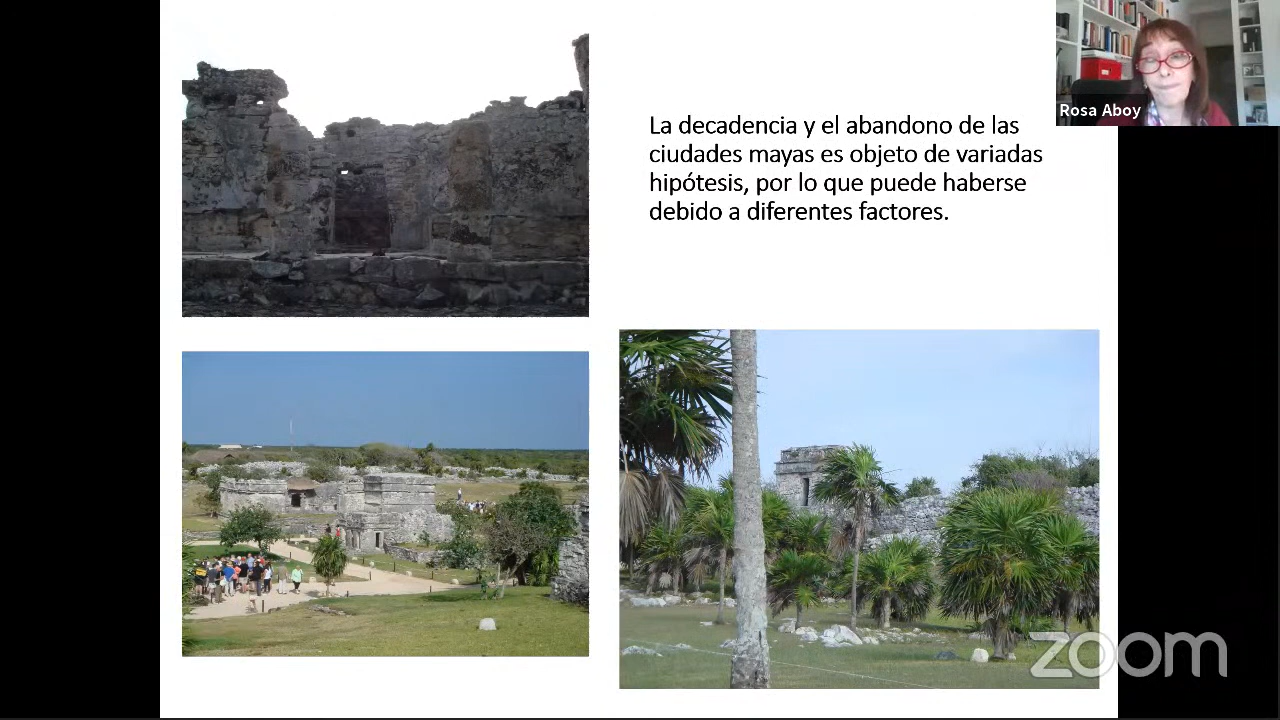 La decadencia y el abandono de las
ciudades mayas es objeto de variadas
hipótesis, por lo que puede haberse
debido a diferentes factores.
Rosa Aboy
zoom